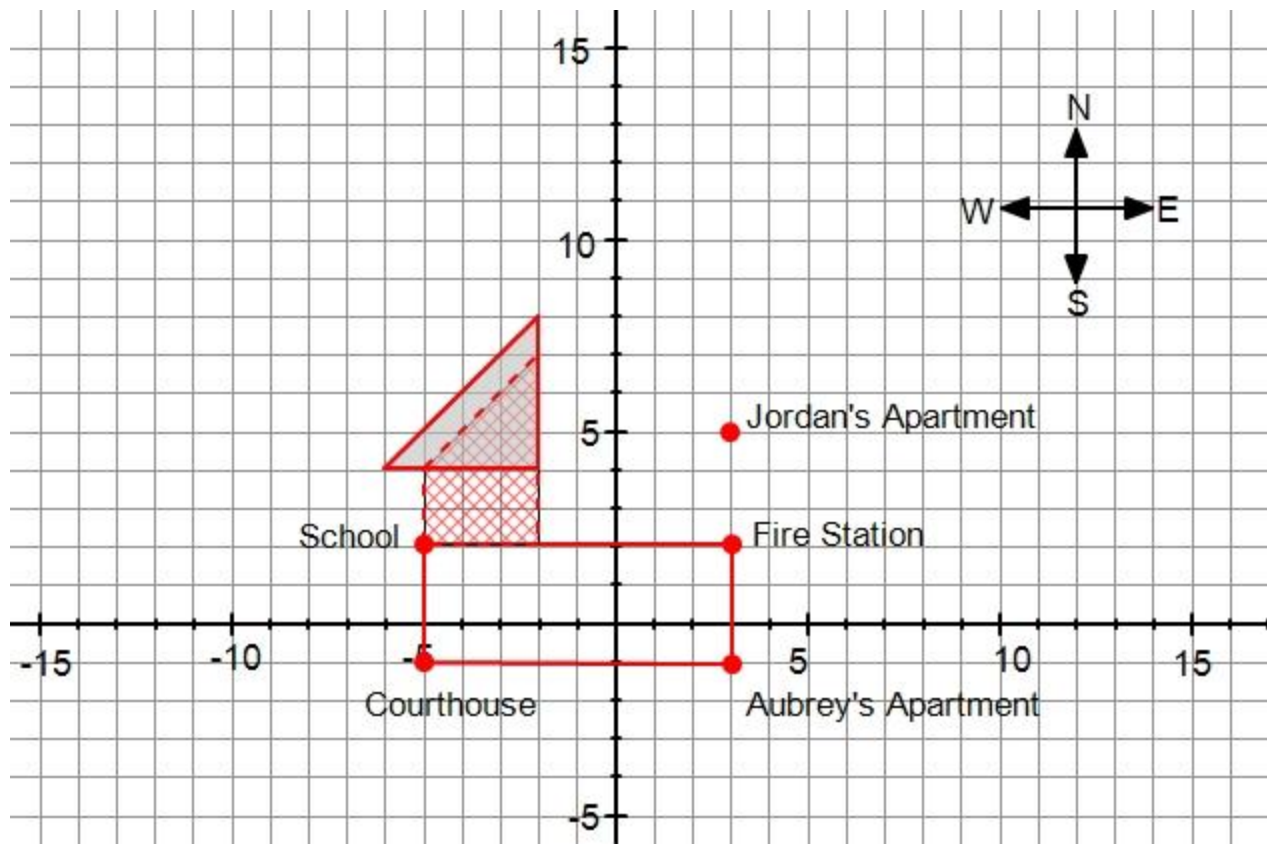 15
N
W E
S
10
5
Jordan's Apartment
School
Fire Station
-15
-10
-5
5
10
15
Courthouse
Aubrey's Apartment
-5